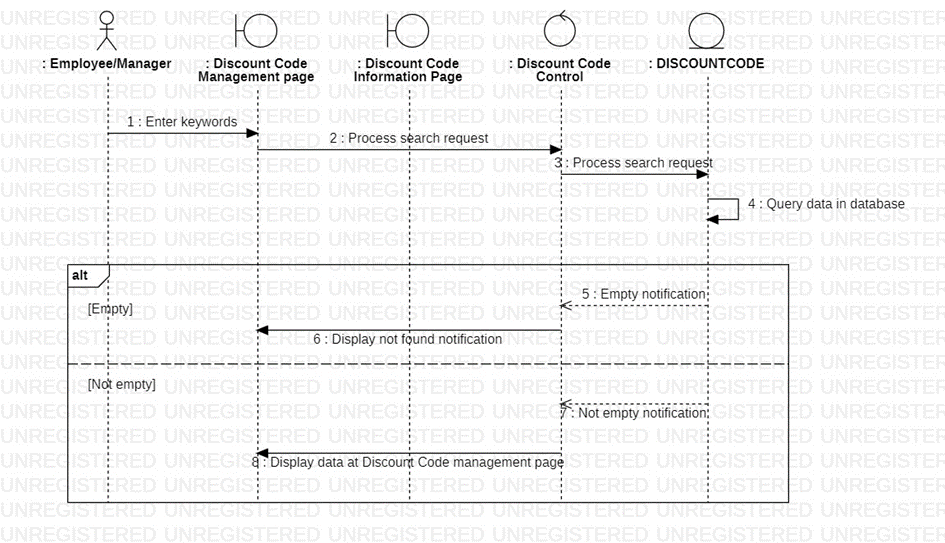 : Employee/Manager
: Discount Code
Management page
: Discount Code
Information Page
: Discount Code
Control
: DISCOUNTCODE
1 : Enter keywords
2 : Process search request
3 : Process search request
4 : Query data in database
alt
[Empty]
5 : Empty notification
6 : Display not found notification
[Not empty]
7 : Not empty notification
8 : Display data at Discount Code management page
UNREGISTERED